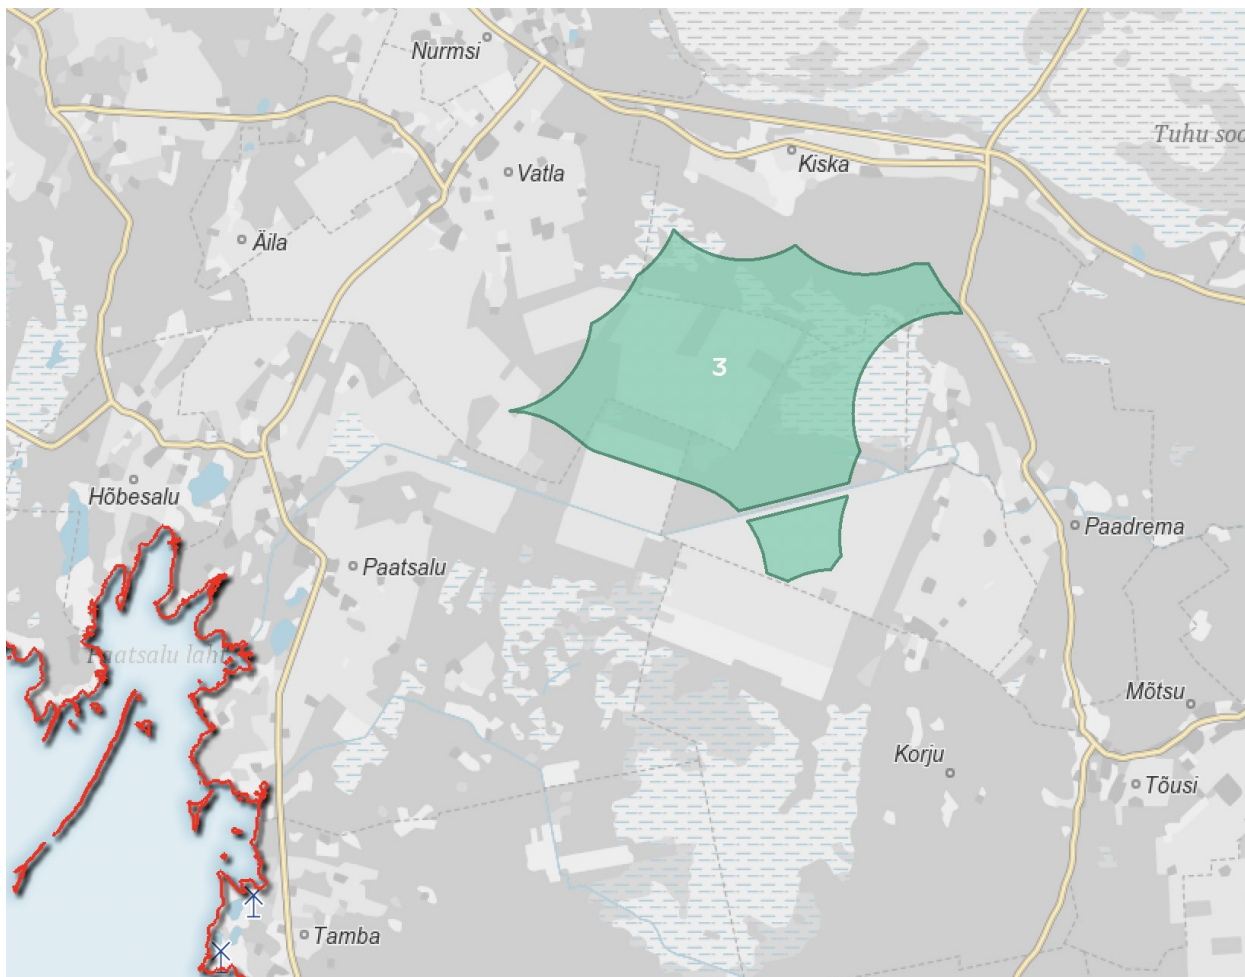 Nurmsi
Tuhu soo
Kiska
Vatla
Äila
3
Hõbesalu
Paadrema
Paatsalu
Paatsalu laht
Mõtsu
Korju
Tõusi
Tamba